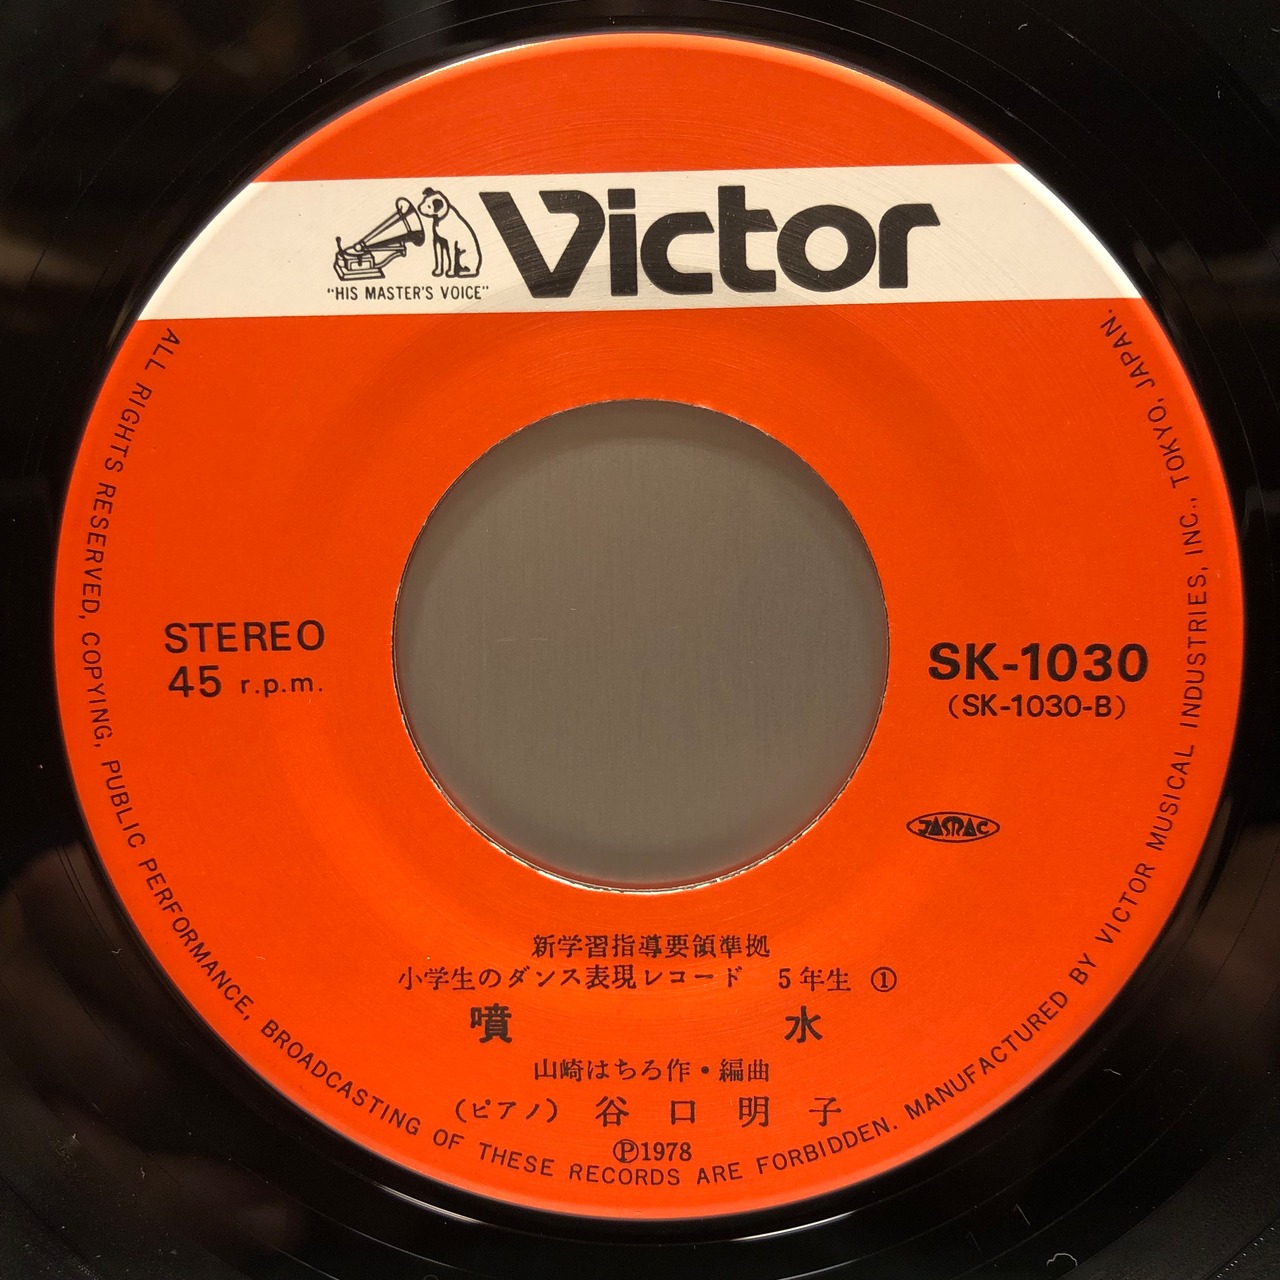 Victor
"HIS MASTER'S VOICE"
STEREO
45 r.p.m.
SK-1030
(SK-1030-B)
JASRAC
新学習指導要領準拠
小学生のダンス表現レコード 5年生 ①
噴水
山崎はちろ作・編曲
(ピアノ) 谷口明子
Ⓟ1978
ALL RIGHTS RESERVED, COPYING, PUBLIC PERFORMANCE, BROADCASTING OF THESE RECORDS ARE FORBIDDEN. MANUFACTURED BY VICTOR MUSICAL INDUSTRIES, INC., TOKYO, JAPAN.